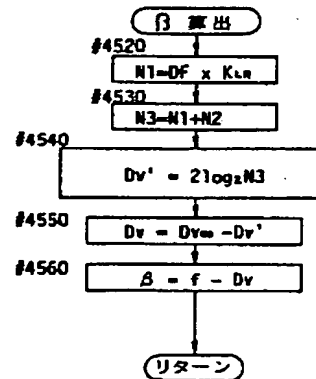 β 算出
#4520
N1=DF x KLR
#4530
N3=N1+N2
#4540
Dv' = 2log2N3
#4550
Dv = Dv∞ -Dv'
#4560
β = f - Dv
リターン